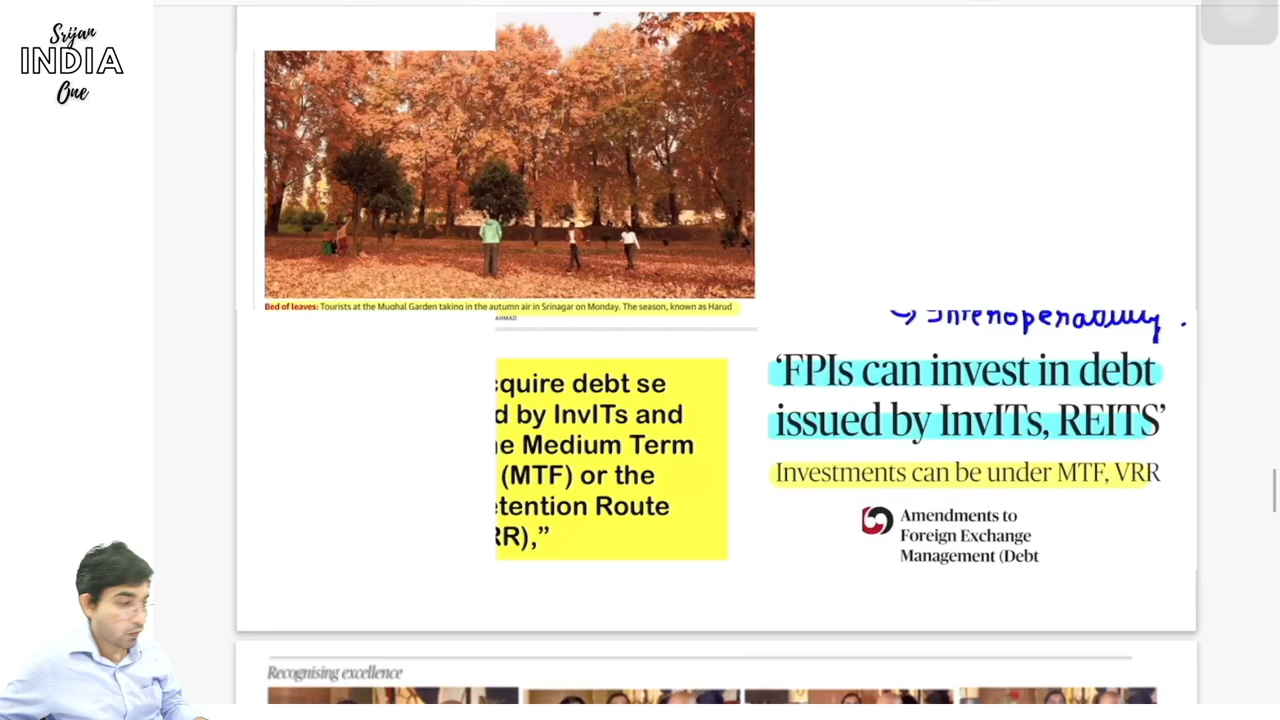 Srijan
INDIA
One
Bed of leaves: Tourists at the Mughal Garden taking in the autumn air in Srinagar on Monday. The season, known as Harud
AHMAD
Interoperability.
cquire debt se
d by InvITs and
e Medium Term
(MTF) or the
etention Route
RR),”
‘FPIs can invest in debt
issued by InvITs, REITS’
Investments can be under MTF, VRR
Amendments to
Foreign Exchange
Management (Debt
Recognising excellence